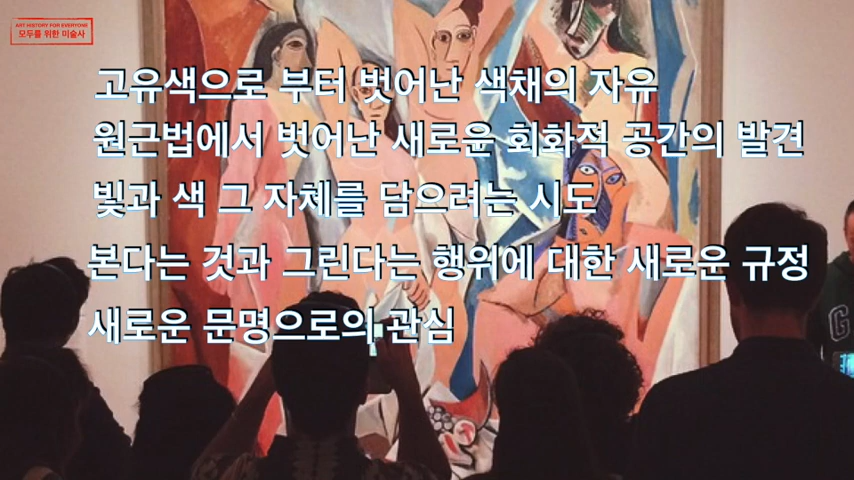 ART HISTORY FOR EVERYONE
모두를 위한 미술사
고유색으로 부터 벗어난 색채의 자유
원근법에서 벗어난 새로운 회화적 공간의 발견
빛과 색 그 자체를 담으려는 시도
본다는 것과 그린다는 행위에 대한 새로운 규정
새로운 문명으로의 관심
G